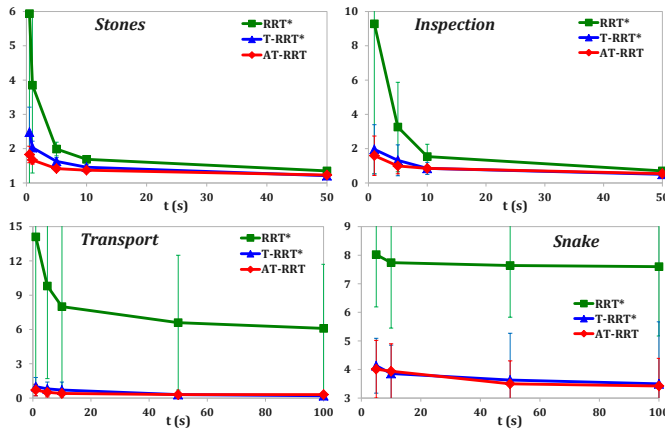 Stones
RRT*
T-RRT*
AT-RRT
6
5
4
3
2
1
0 10 20 30 40 50
t (s)
Inspection
RRT*
T-RRT*
AT-RRT
10
8
6
4
2
0
0 10 20 30 40 50
t (s)
Transport
RRT*
T-RRT*
AT-RRT
15
12
9
6
3
0
0 20 40 60 80 100
t (s)
Snake
RRT*
T-RRT*
AT-RRT
9
8
7
6
5
4
3
0 20 40 60 80 100
t (s)